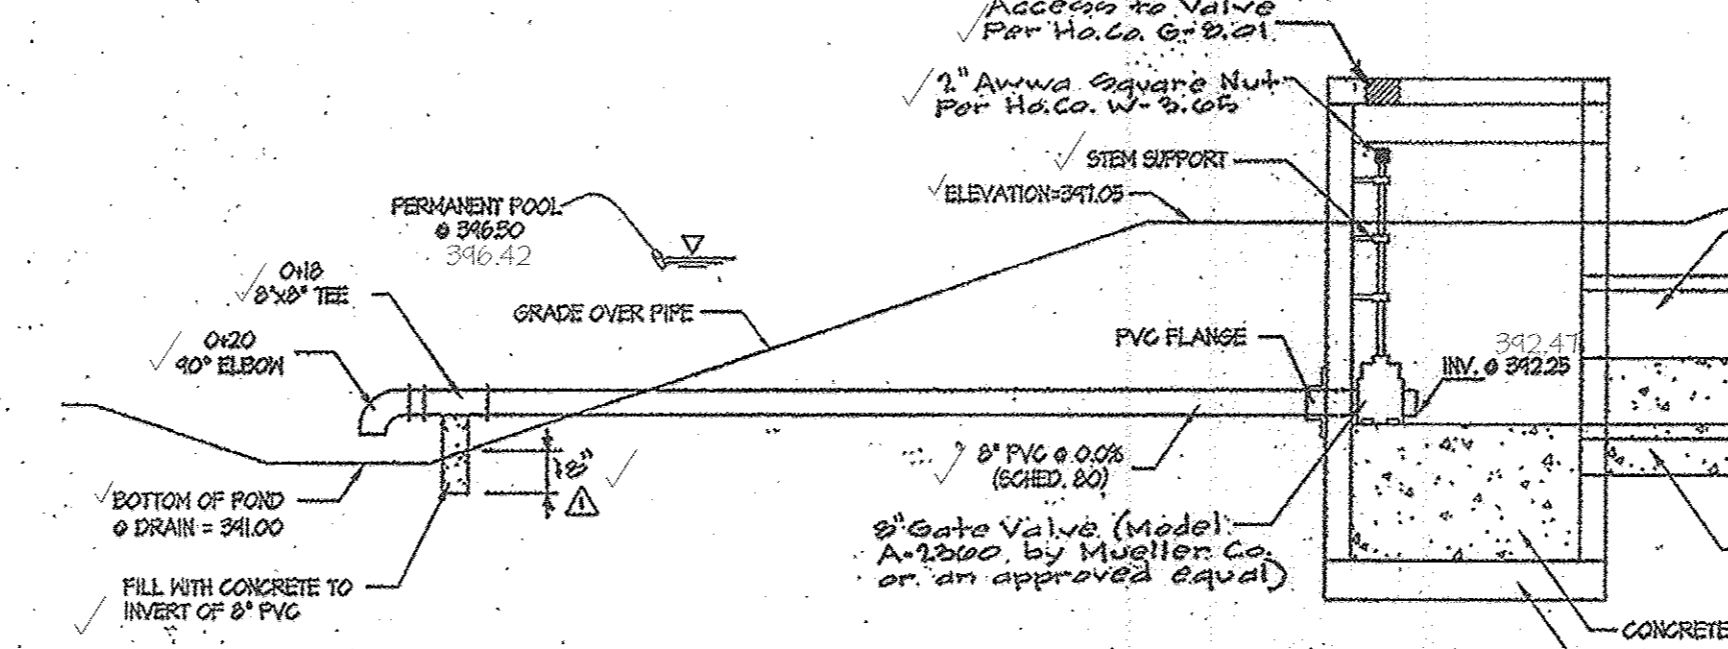 Access to Valve
Per Ho.Co. G-8.01
2" Awwa Square Nut
Per Ho.Co. W-3.65
STEM SUPPORT
ELEVATION=397.05
PERMANENT POOL
@ 396.30
396.42
0+18
8"x8" TEE
GRADE OVER PIPE
0+20
90° ELBOW
PVC FLANGE
392.47
INV. @ 392.25
8" PVC @ 0.0%
(SCHED. 80)
18"
1
BOTTOM OF POND
@ DRAIN = 391.00
8" Gate Valve (Model
A-2360 by Mueller Co.
or an approved equal)
FILL WITH CONCRETE TO
INVERT OF 8" PVC
CONCRETE